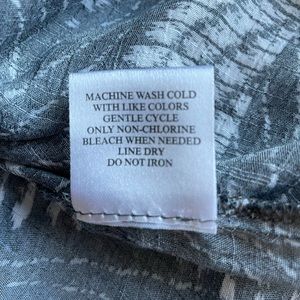 MACHINE WASH COLD
WITH LIKE COLORS
GENTLE CYCLE
ONLY NON-CHLORINE
BLEACH WHEN NEEDED
LINE DRY
DO NOT IRON